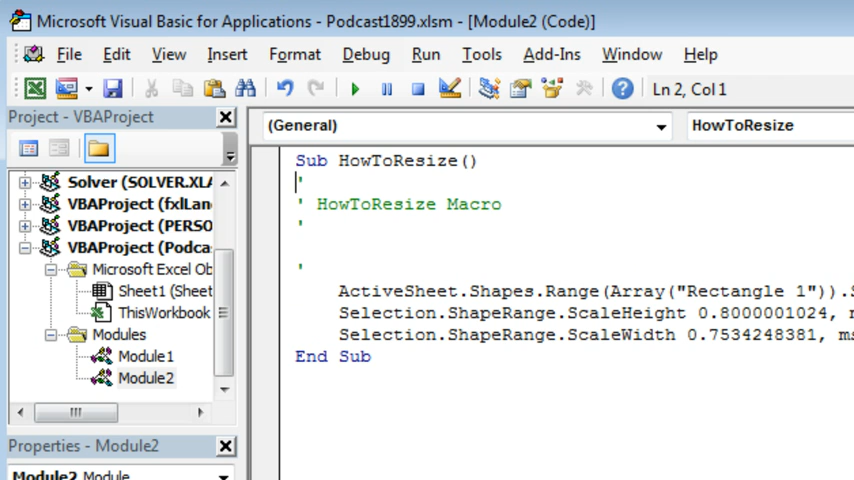 Microsoft Visual Basic for Applications - Podcast1899.xlsm - [Module2 (Code)]
File Edit View Insert Format Debug Run Tools Add-Ins Window Help
Ln 2, Col 1
Project - VBAProject
(General)
HowToResize
Solver (SOLVER.XLA
VBAProject (fxlLan
VBAProject (PERSO
VBAProject (Podca
Microsoft Excel Ob
Sheet1 (Sheet
ThisWorkbook
Modules
Module1
Module2
Properties - Module2
Module2 Module
Sub HowToResize()
'
' HowToResize Macro
'
'
ActiveSheet.Shapes.Range(Array("Rectangle 1")).S
Selection.ShapeRange.ScaleHeight 0.8000001024, m
Selection.ShapeRange.ScaleWidth 0.7534248381, ms
End Sub